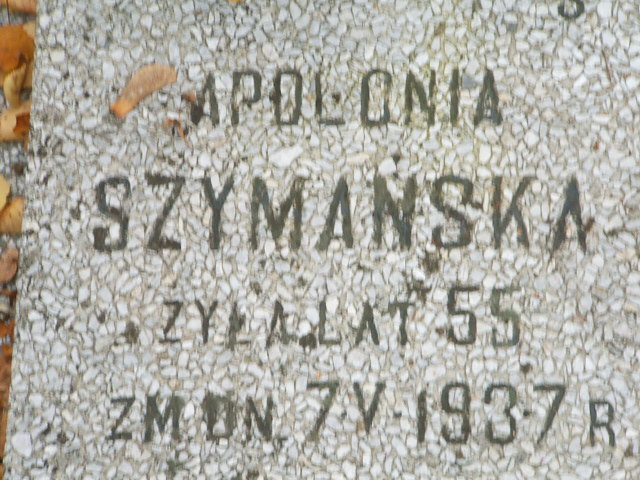 APOLONIA
SZYMAŃSKA
ŻYŁA LAT 55
ZM. DN. 7·V·1937 R